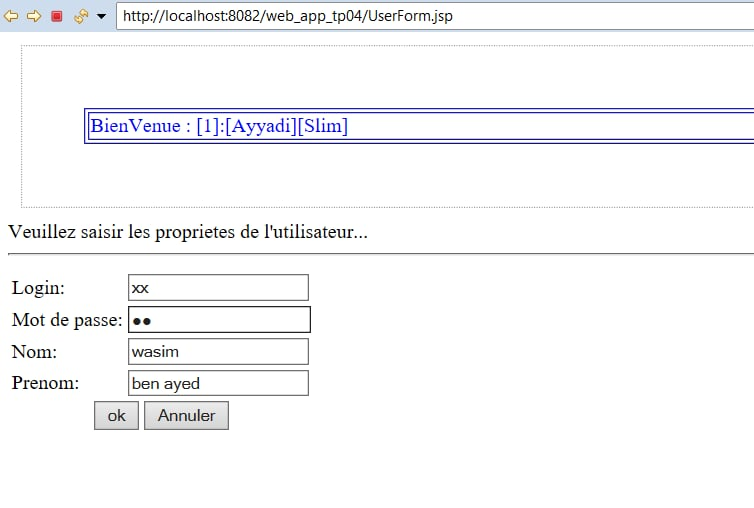 http://localhost:8082/web_app_tp04/UserForm.jsp
BienVenue : [1]:[Ayyadi][Slim]
Veuillez saisir les proprietes de l'utilisateur...
Login: xx
Mot de passe: ●●
Nom: wasim
Prenom: ben ayed
ok Annuler